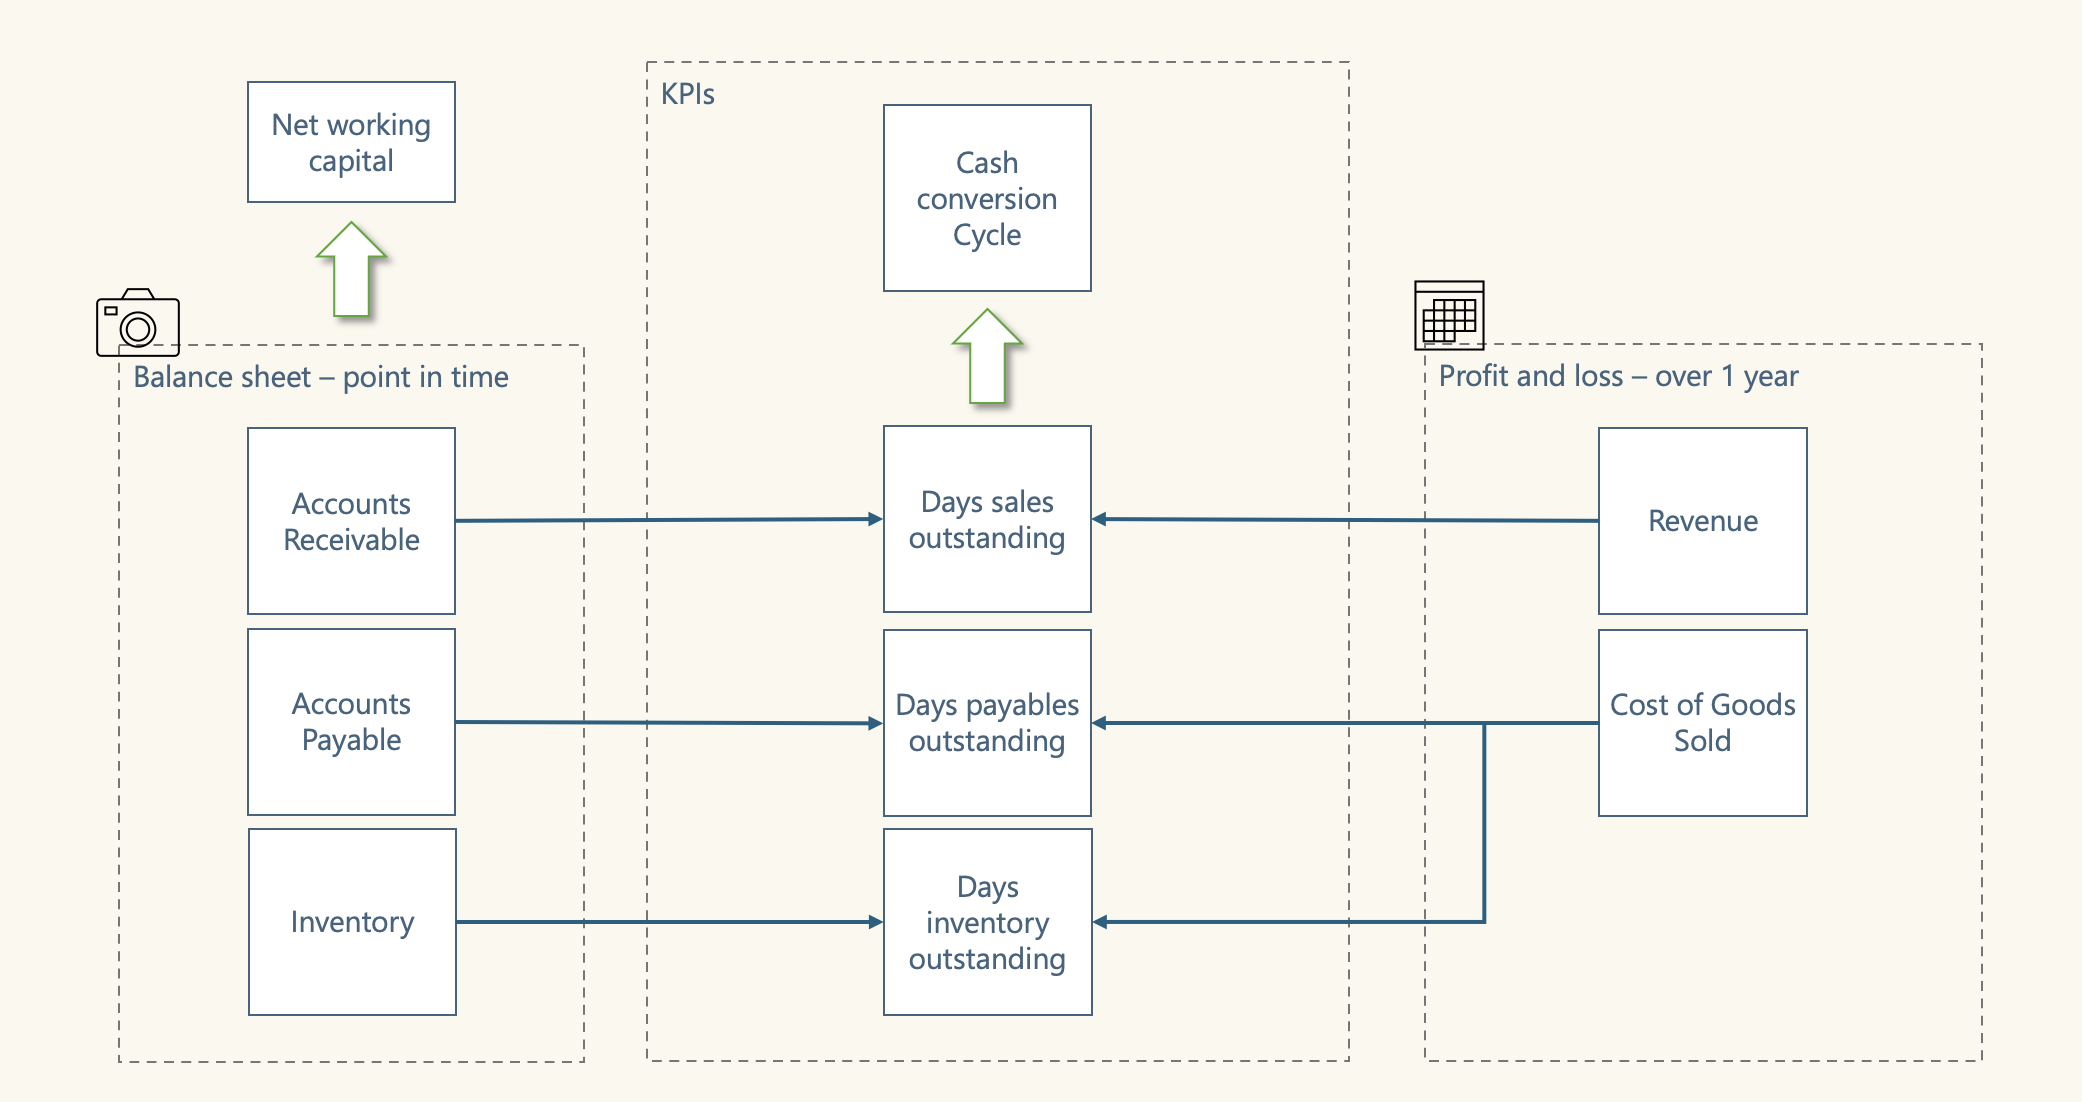 Net working
capital
KPIs
Cash
conversion
Cycle
Balance sheet – point in time
Profit and loss – over 1 year
Accounts
Receivable
Days sales
outstanding
Revenue
Accounts
Payable
Days payables
outstanding
Cost of Goods
Sold
Inventory
Days
inventory
outstanding